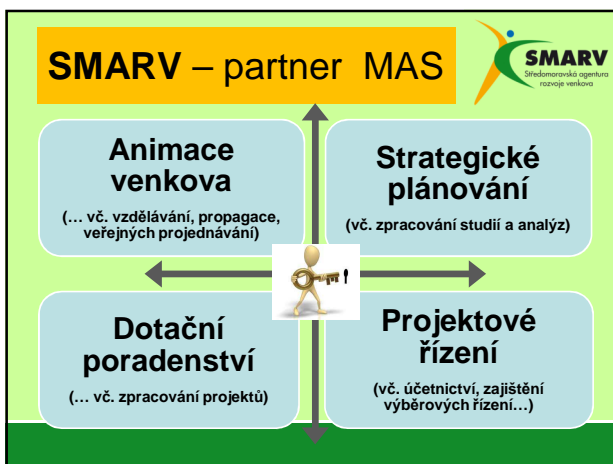 SMARV – partner MAS
SMARV
Středomoravská agentura
rozvoje venkova
Animace
venkova
(... vč. vzdělávání, propagace,
veřejných projednávání)
Strategické
plánování
(vč. zpracování studií a analýz)
Dotační
poradenství
(... vč. zpracování projektů)
Projektové
řízení
(vč. účetnictví, zajištění
výběrových řízení...)